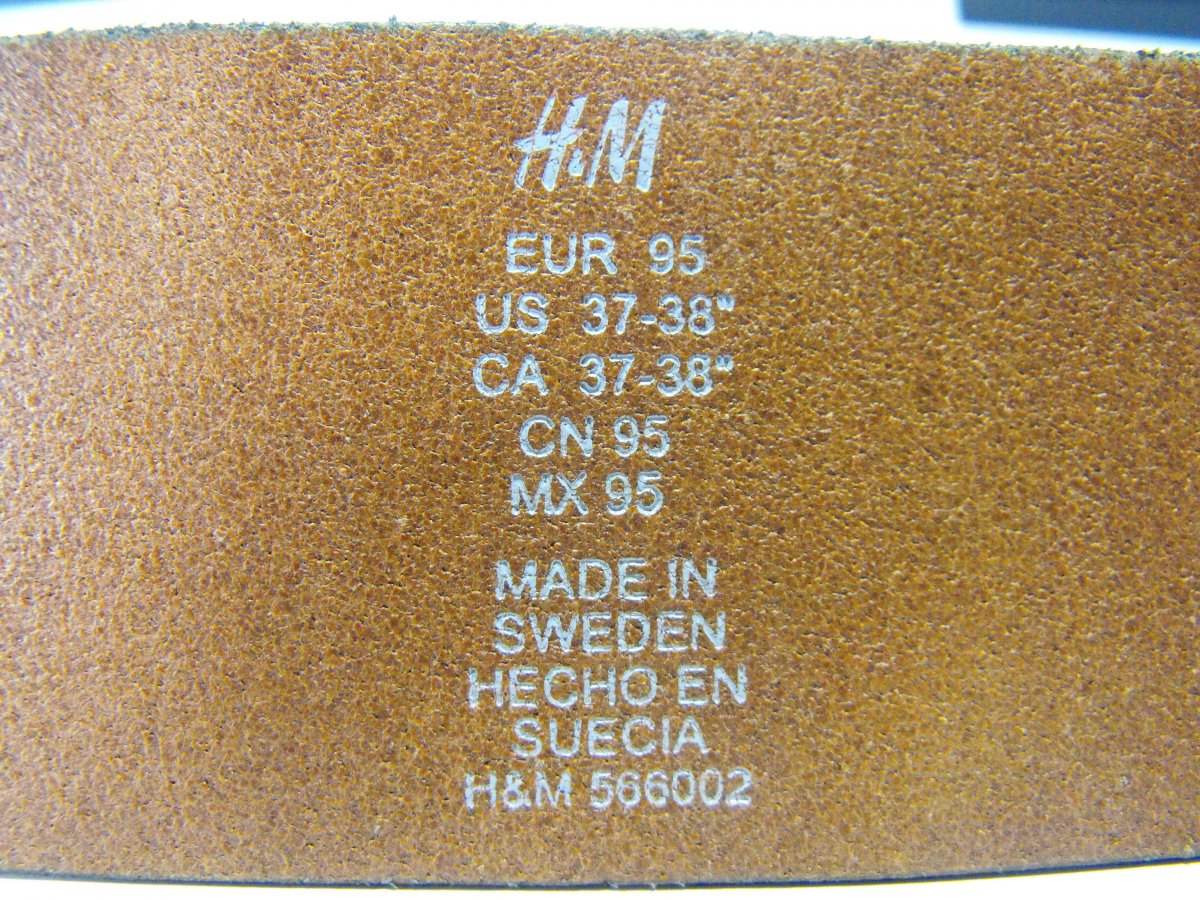 H&M
EUR 95
US 37-38"
CA 37-38"
CN 95
MX 95
MADE IN
SWEDEN
HECHO EN
SUECIA
H&M 566002